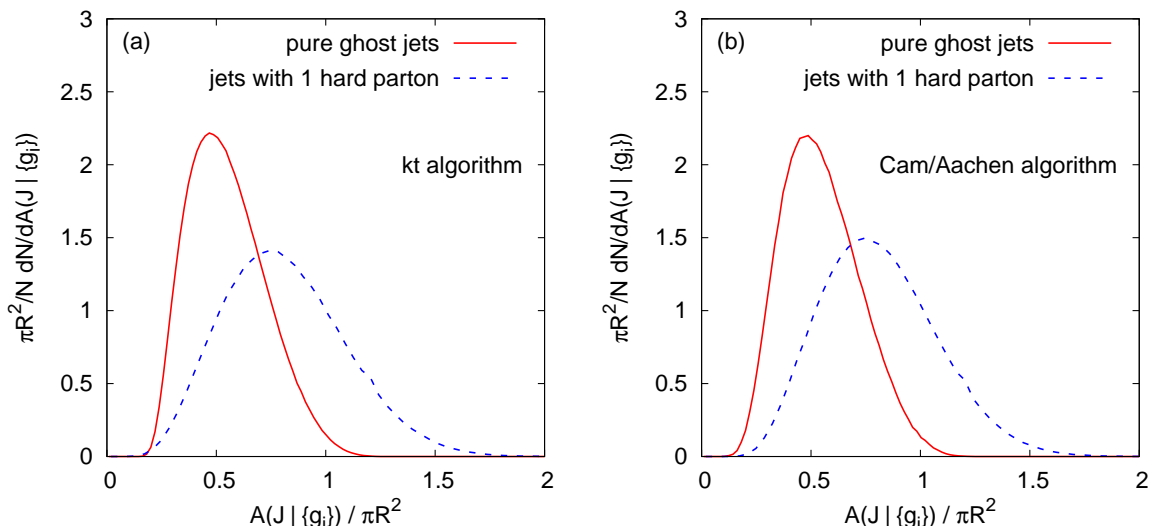 (a)
pure ghost jets
jets with 1 hard parton
kt algorithm
πR²/N dN/dA(J | {gᵢ})
3
2.5
2
1.5
1
0.5
0
0 0.5 1 1.5 2
A(J | {gᵢ}) / πR²
(b)
pure ghost jets
jets with 1 hard parton
Cam/Aachen algorithm
πR²/N dN/dA(J | {gᵢ})
3
2.5
2
1.5
1
0.5
0
0 0.5 1 1.5 2
A(J | {gᵢ}) / πR²